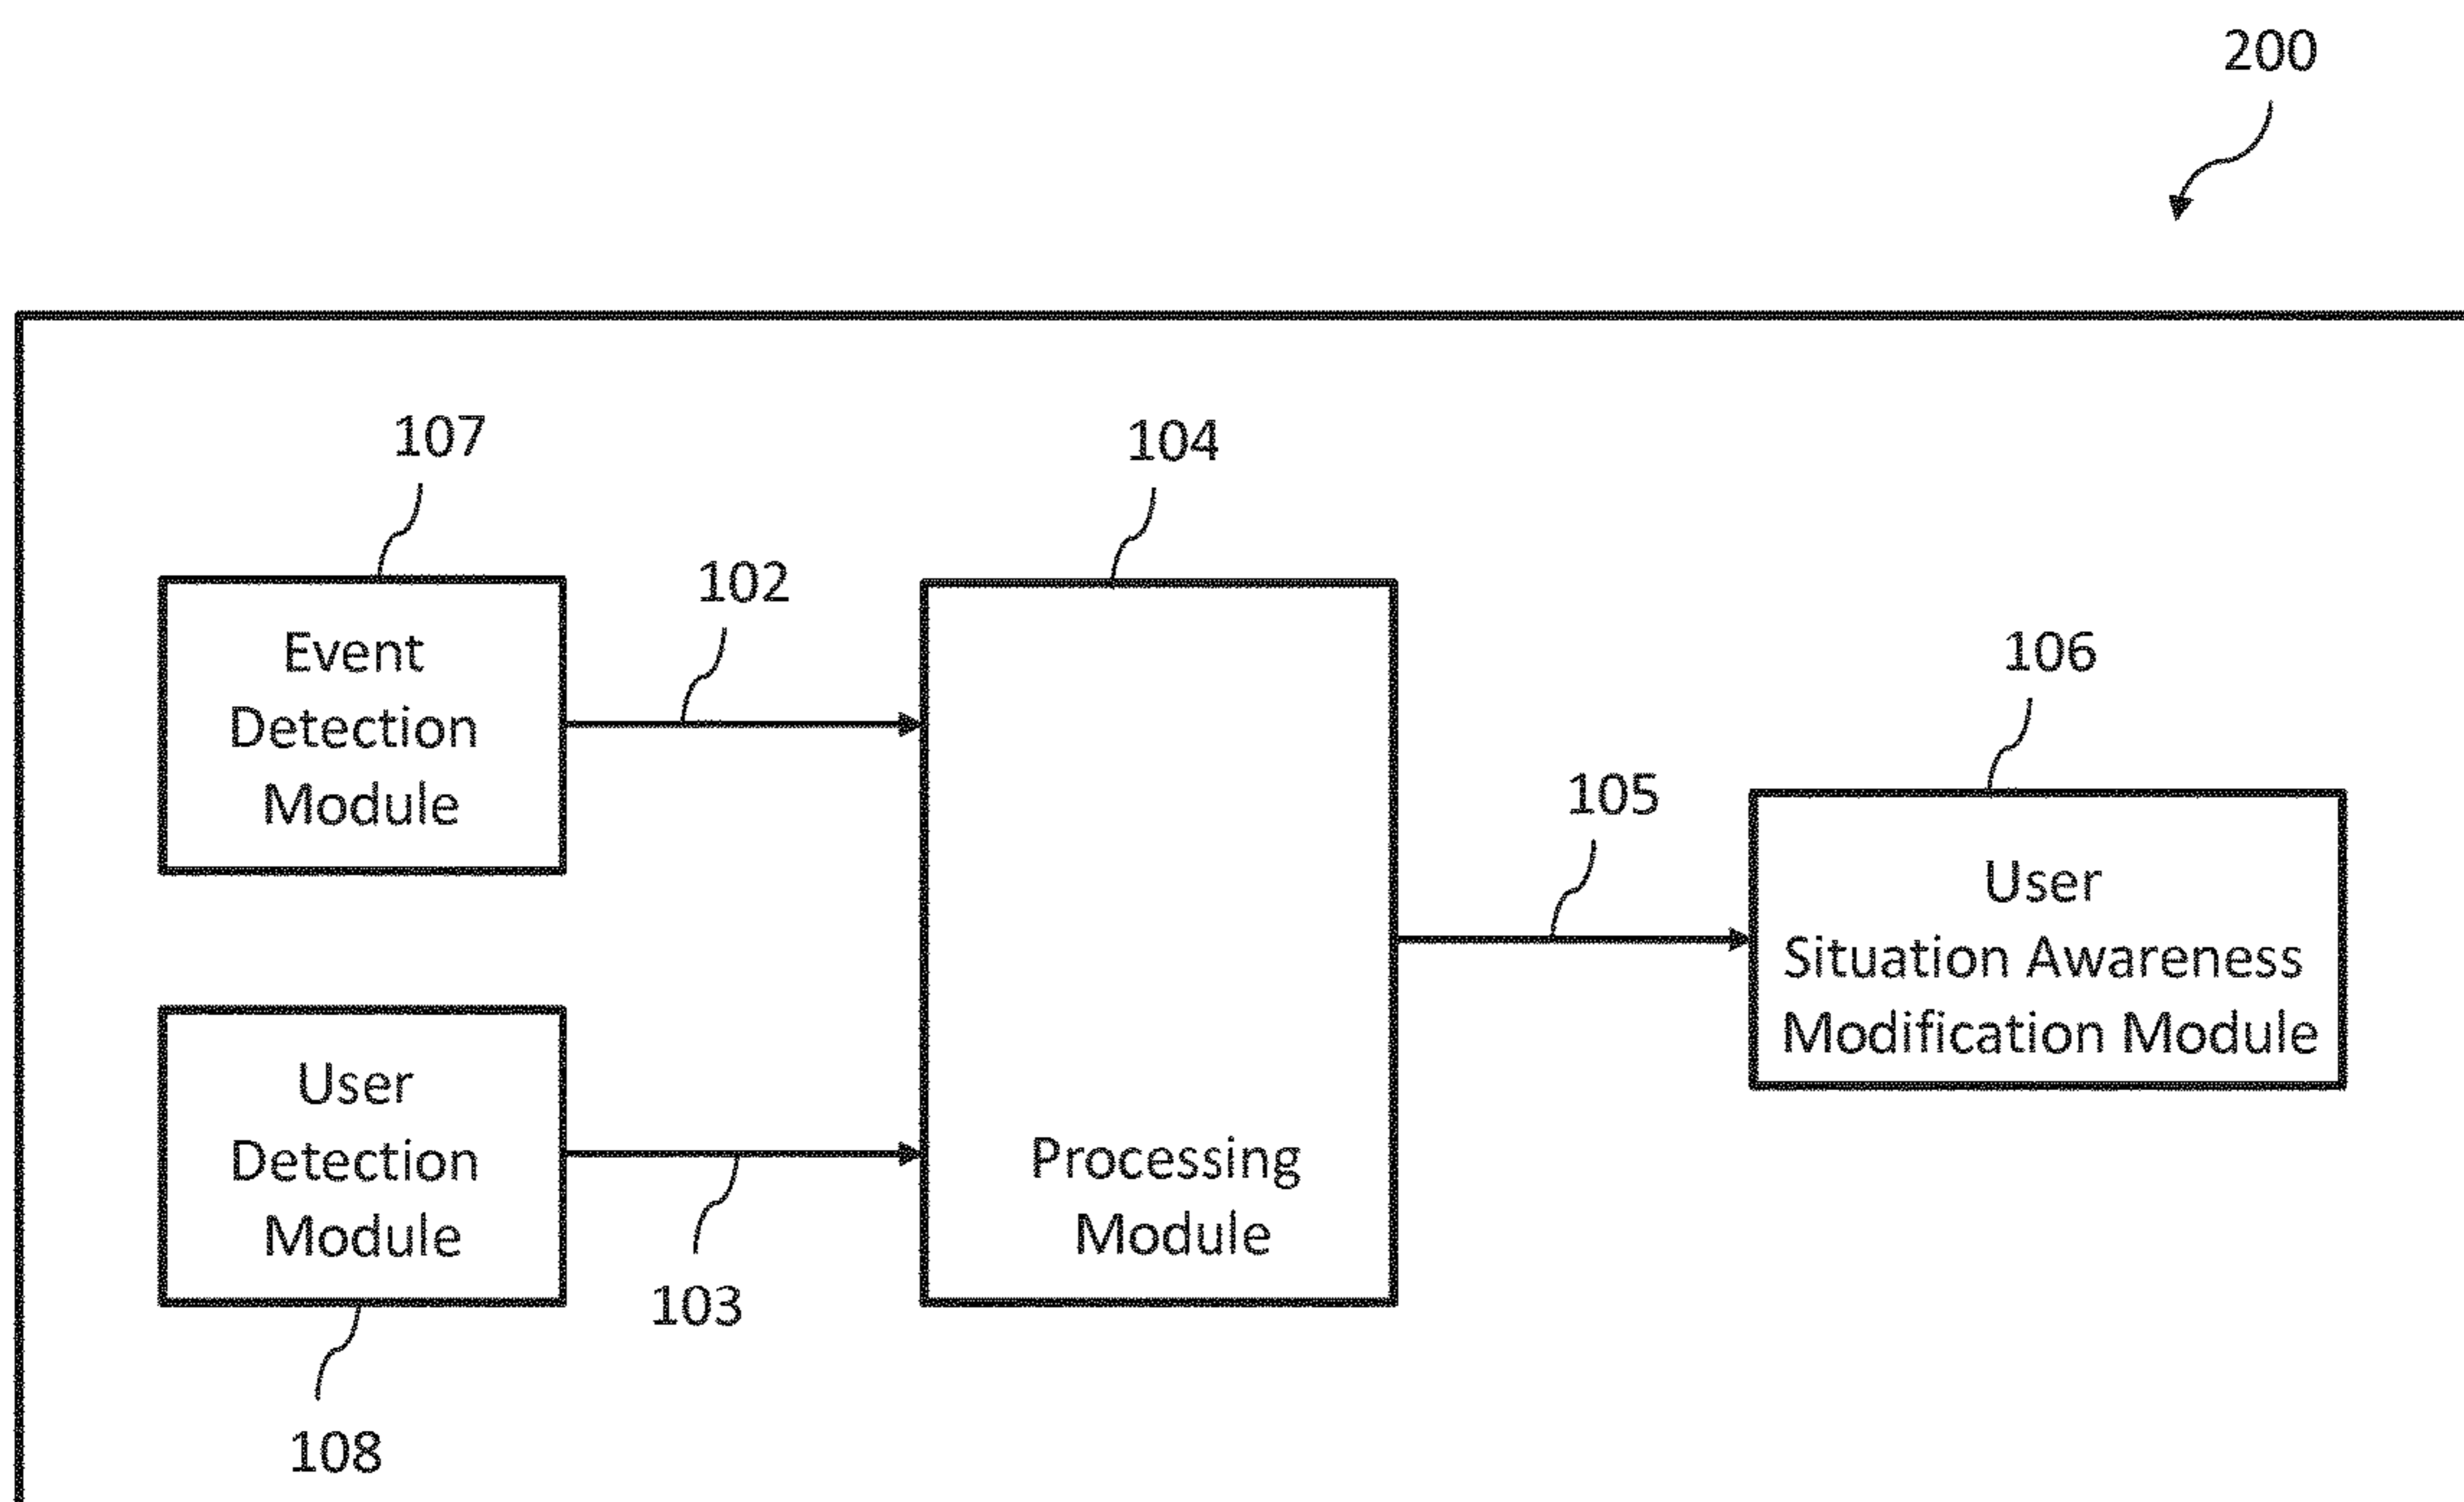 200
107
104
102
Event
Detection
Module
106
105
User
Situation Awareness
Modification Module
User
Detection
Module
Processing
Module
103
108